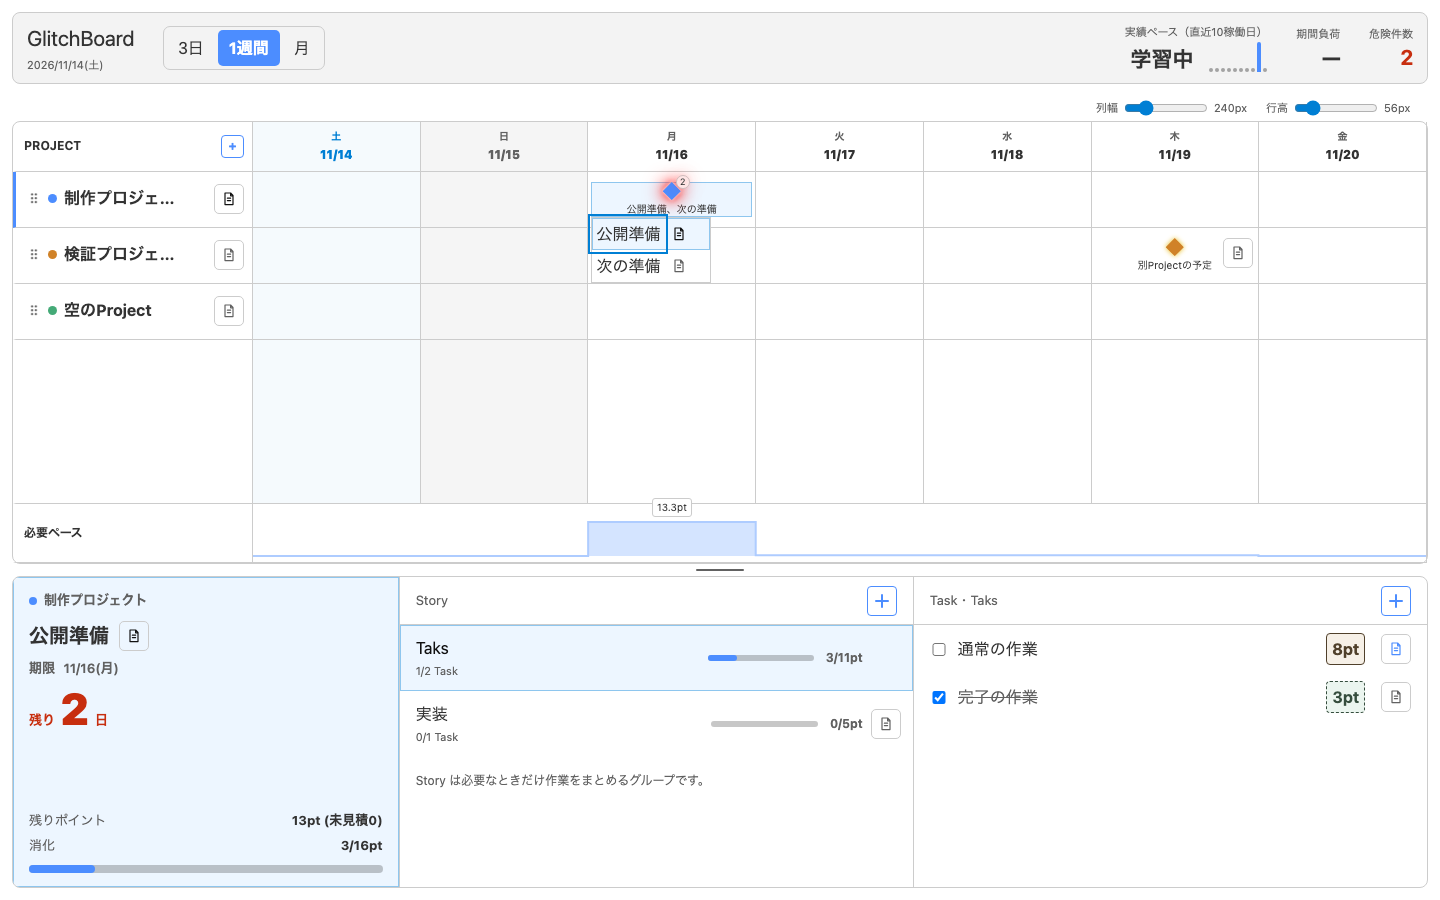 GlitchBoard
2026/11/14(土)
3日 1週間 月
実績ペース（直近10稼働日）
学習中
期間負荷
—
危険件数
2
列幅 240px 行高 56px
PROJECT +
土 11/14
日 11/15
月 11/16
火 11/17
水 11/18
木 11/19
金 11/20
制作プロジェ...
2
公開準備、次の準備
公開準備
次の準備
検証プロジェ...
別Projectの予定
空のProject
必要ペース
13.3pt
制作プロジェクト
公開準備
期限 11/16(月)
残り 2 日
残りポイント 13pt (未見積0)
消化 3/16pt
Story +
Taks
1/2 Task
3/11pt
実装
0/1 Task
0/5pt
Story は必要なときだけ作業をまとめるグループです。
Task・Taks +
通常の作業 8pt
完了の作業 3pt